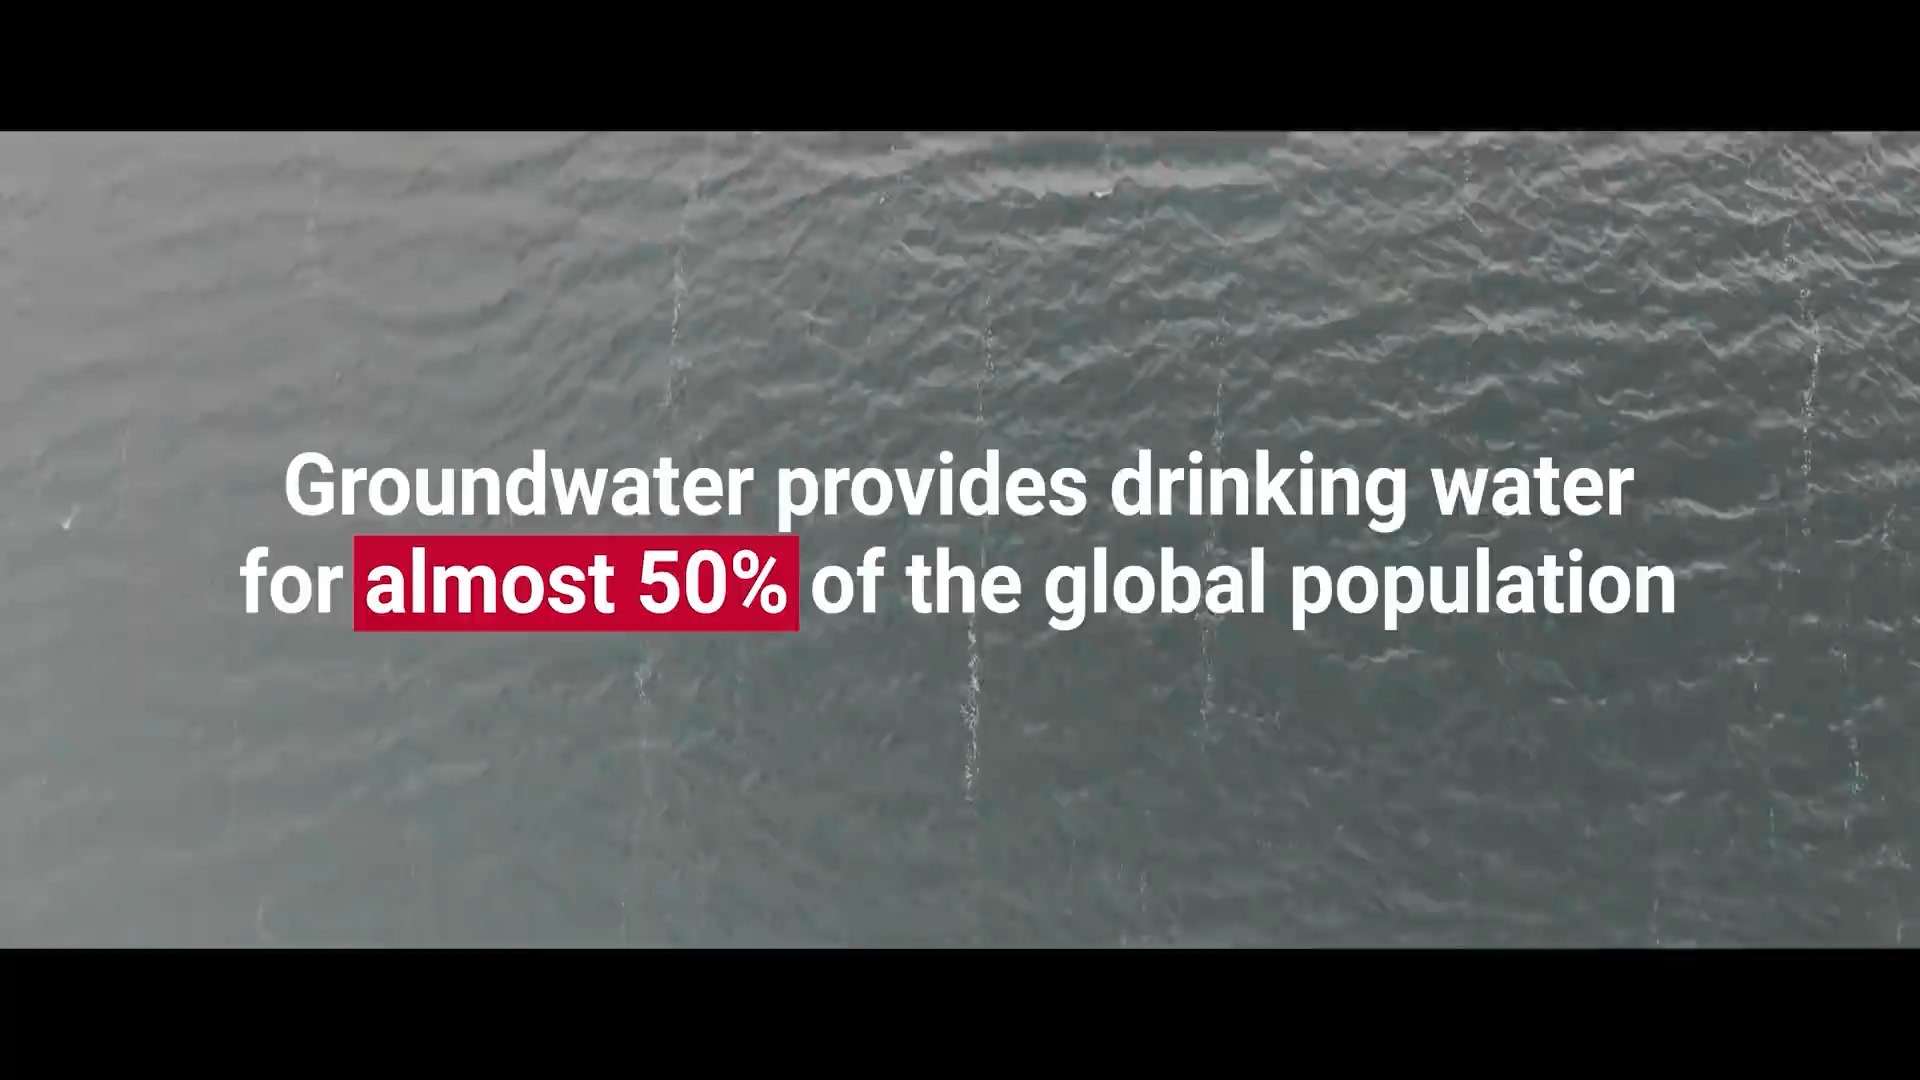 Groundwater provides drinking water
for almost 50% of the global population